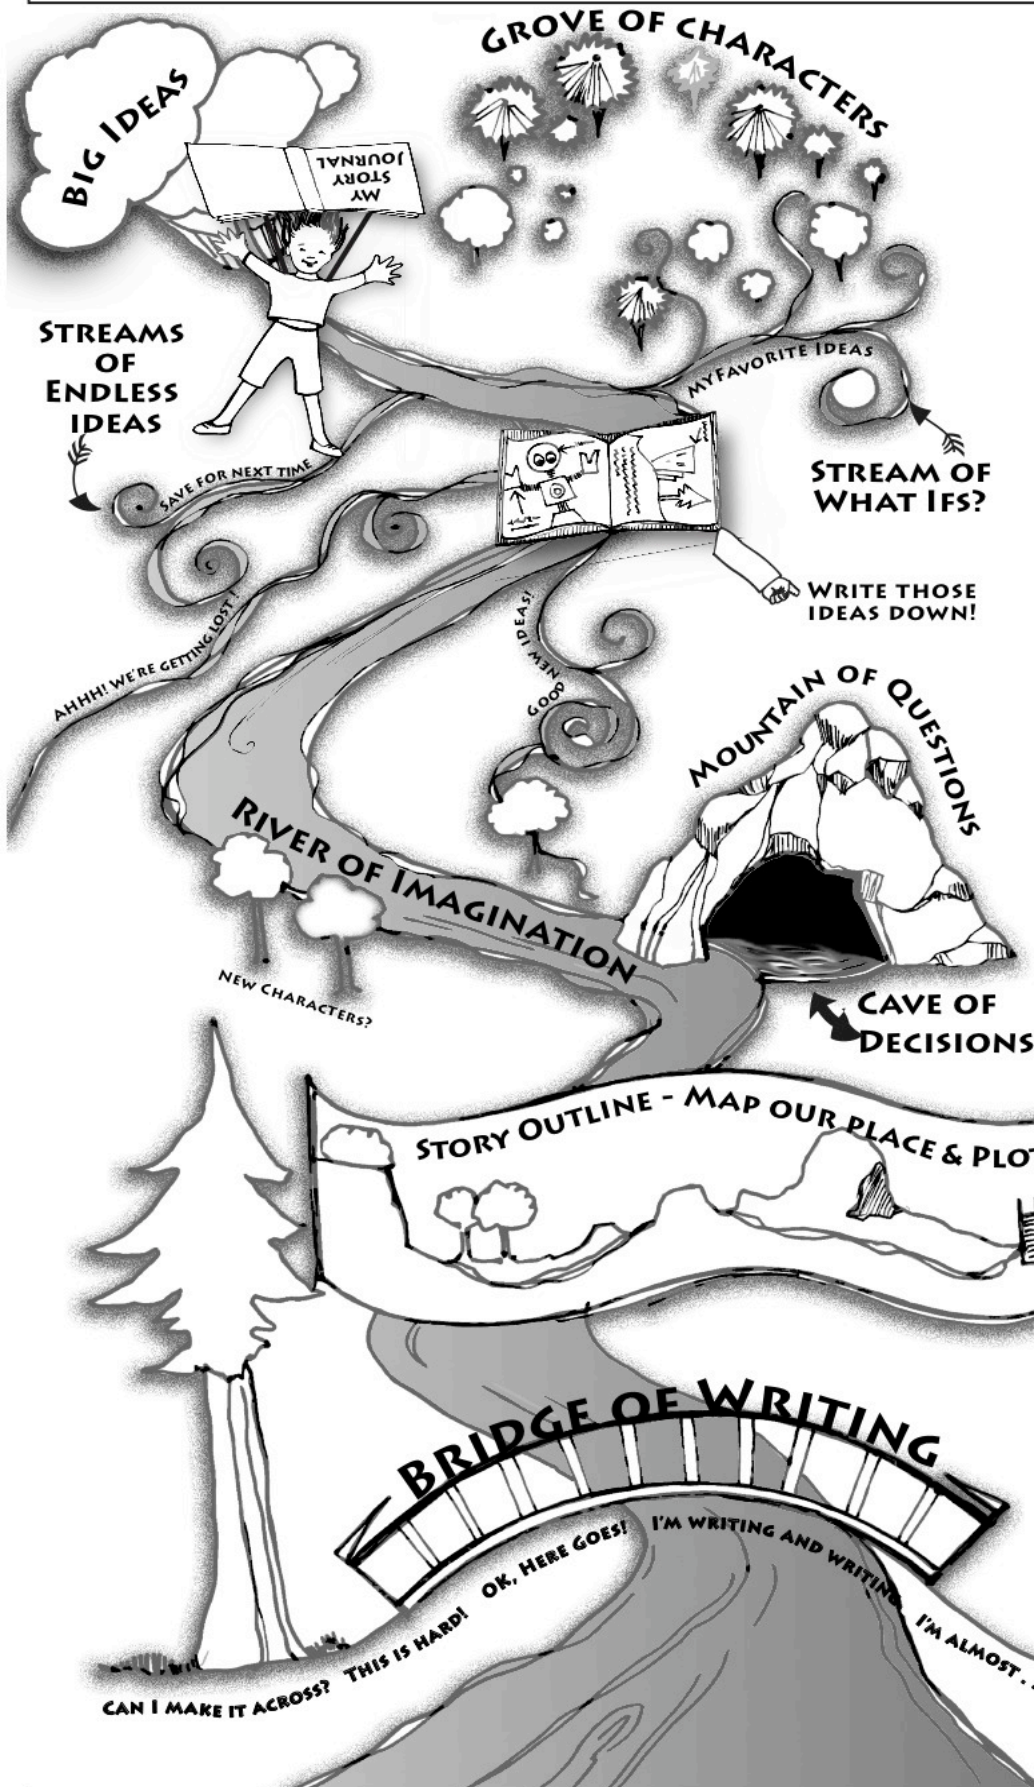 GROVE OF CHARACTERS
BIG IDEAS
MY
STORY
JOURNAL
STREAMS
OF
ENDLESS
IDEAS
MY FAVORITE IDEAS
SAVE FOR NEXT TIME
STREAM OF
WHAT IFS?
WRITE THOSE
IDEAS DOWN!
AHHH! WE'RE GETTING LOST!
GOOD NEW IDEAS!
MOUNTAIN OF QUESTIONS
RIVER OF IMAGINATION
NEW CHARACTERS?
CAVE OF
DECISIONS
STORY OUTLINE - MAP OUR PLACE & PLOT
BRIDGE OF WRITING
CAN I MAKE IT ACROSS? THIS IS HARD! OK, HERE GOES! I'M WRITING AND WRITING I'M ALMOST . .